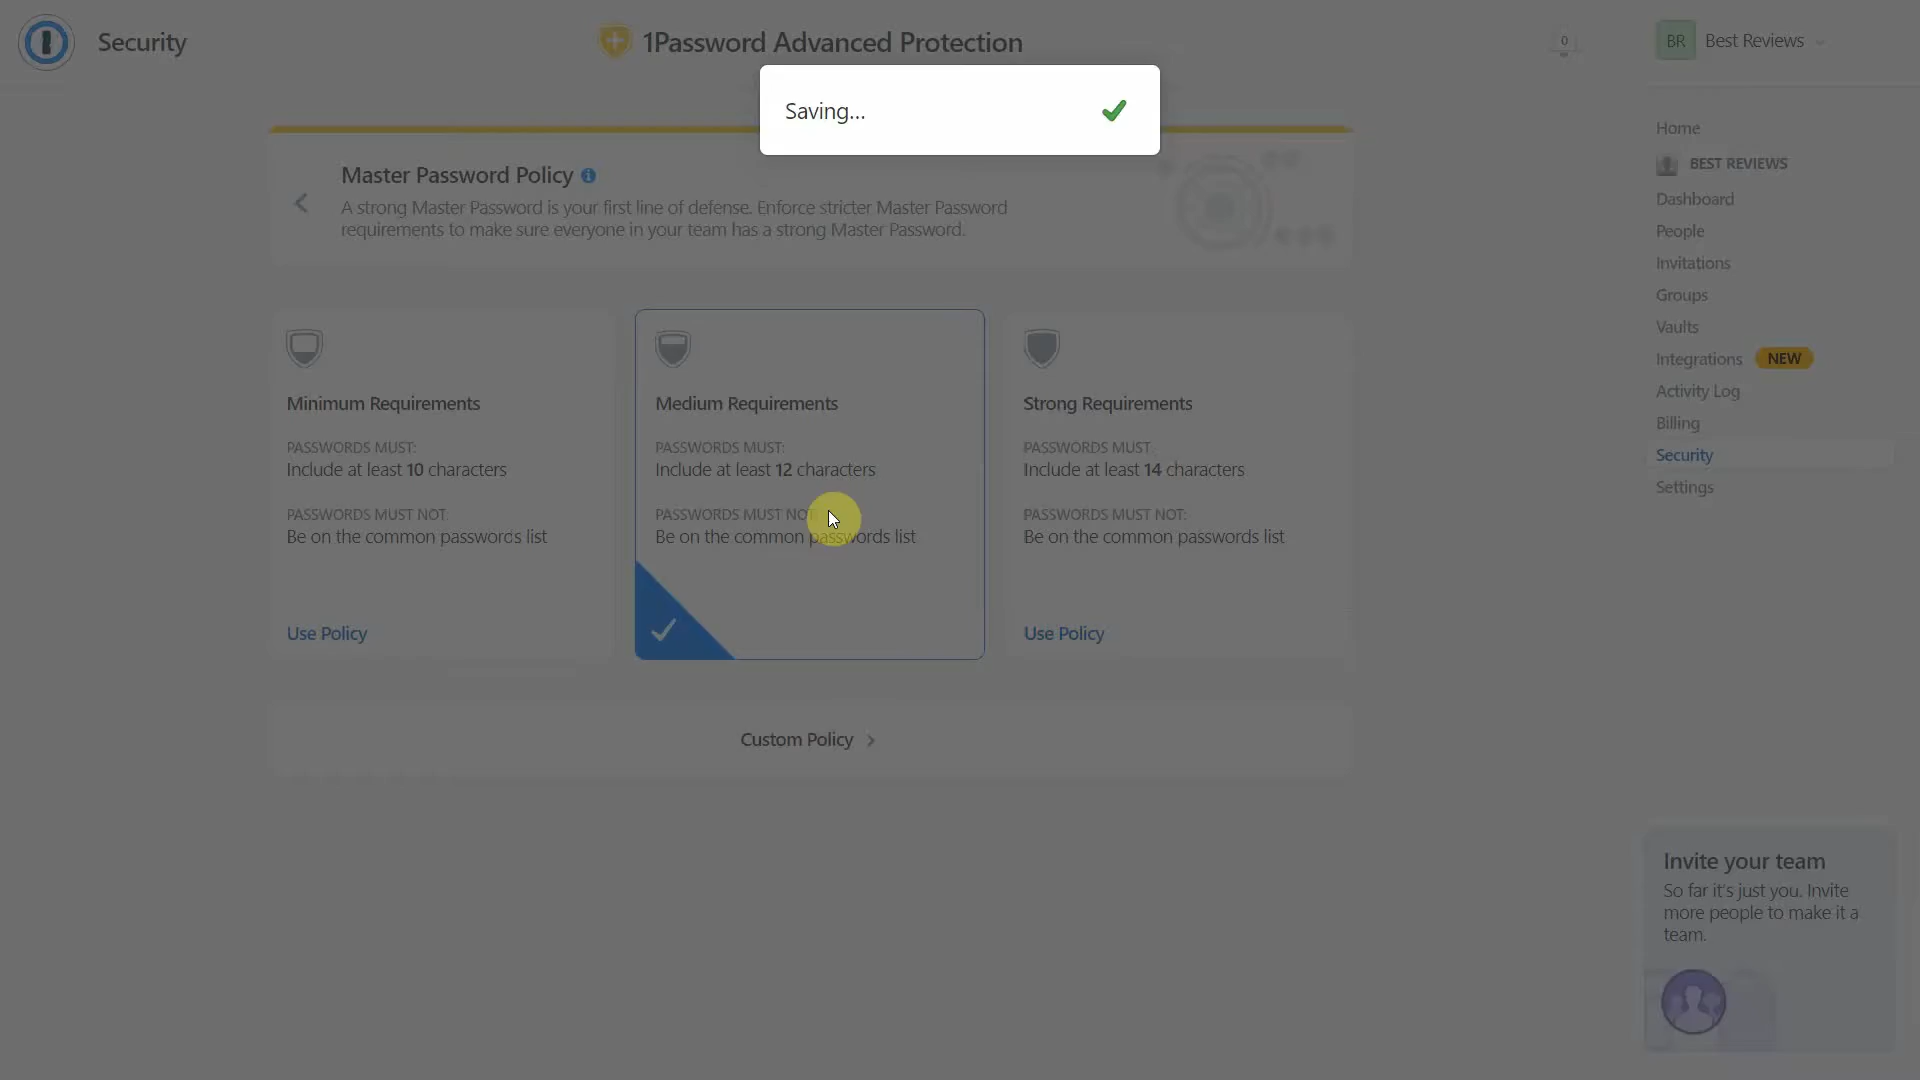 Security
1Password Advanced Protection
0
BR Best Reviews
Saving...
Master Password Policy
A strong Master Password is your first line of defense. Enforce stricter Master Password
requirements to make sure everyone in your team has a strong Master Password.
Minimum Requirements
PASSWORDS MUST:
Include at least 10 characters
PASSWORDS MUST NOT:
Be on the common passwords list
Use Policy
Medium Requirements
PASSWORDS MUST:
Include at least 12 characters
PASSWORDS MUST NOT
Be on the common passwords list
Strong Requirements
PASSWORDS MUST:
Include at least 14 characters
PASSWORDS MUST NOT:
Be on the common passwords list
Use Policy
Custom Policy
Home
BEST REVIEWS
Dashboard
People
Invitations
Groups
Vaults
Integrations NEW
Activity Log
Billing
Security
Settings
Invite your team
So far it's just you. Invite
more people to make it a
team.